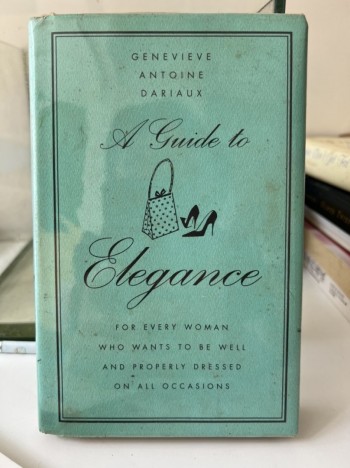 GENEVIEVE
ANTOINE
DARIAUX
A Guide to
Elegance
FOR EVERY WOMAN
WHO WANTS TO BE WELL
AND PROPERLY DRESSED
ON ALL OCCASIONS